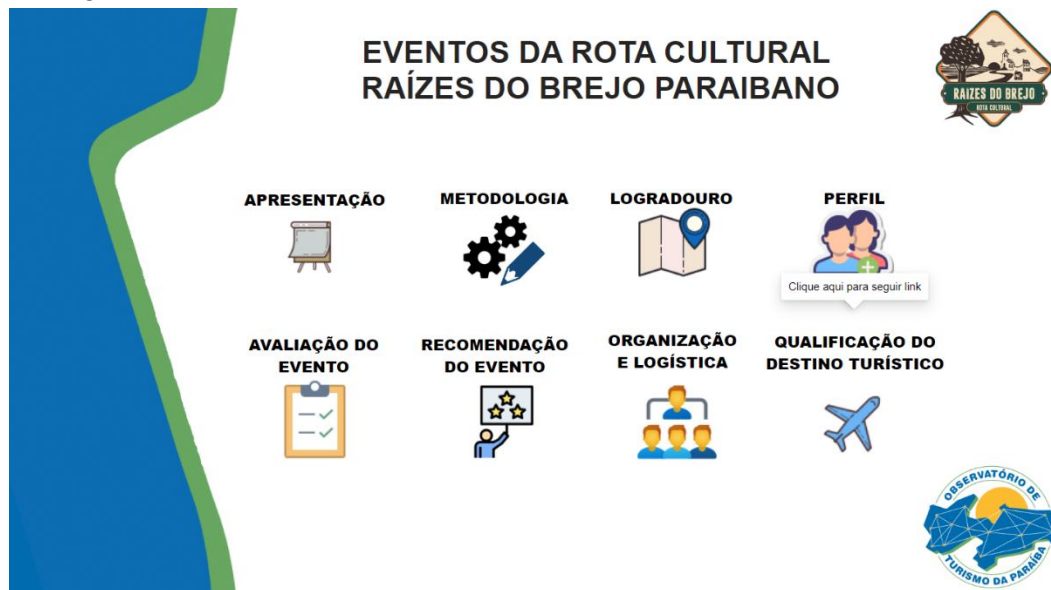 EVENTOS DA ROTA CULTURAL
RAÍZES DO BREJO PARAIBANO
RAIZES DO BREJO
ROTA CULTURAL
APRESENTAÇÃO
METODOLOGIA
LOGRADOURO
PERFIL
Clique aqui para seguir link
AVALIAÇÃO DO
EVENTO
RECOMENDAÇÃO
DO EVENTO
ORGANIZAÇÃO
E LOGÍSTICA
QUALIFICAÇÃO DO
DESTINO TURÍSTICO
OBSERVATÓRIO DE
TURISMO DA PARAÍBA